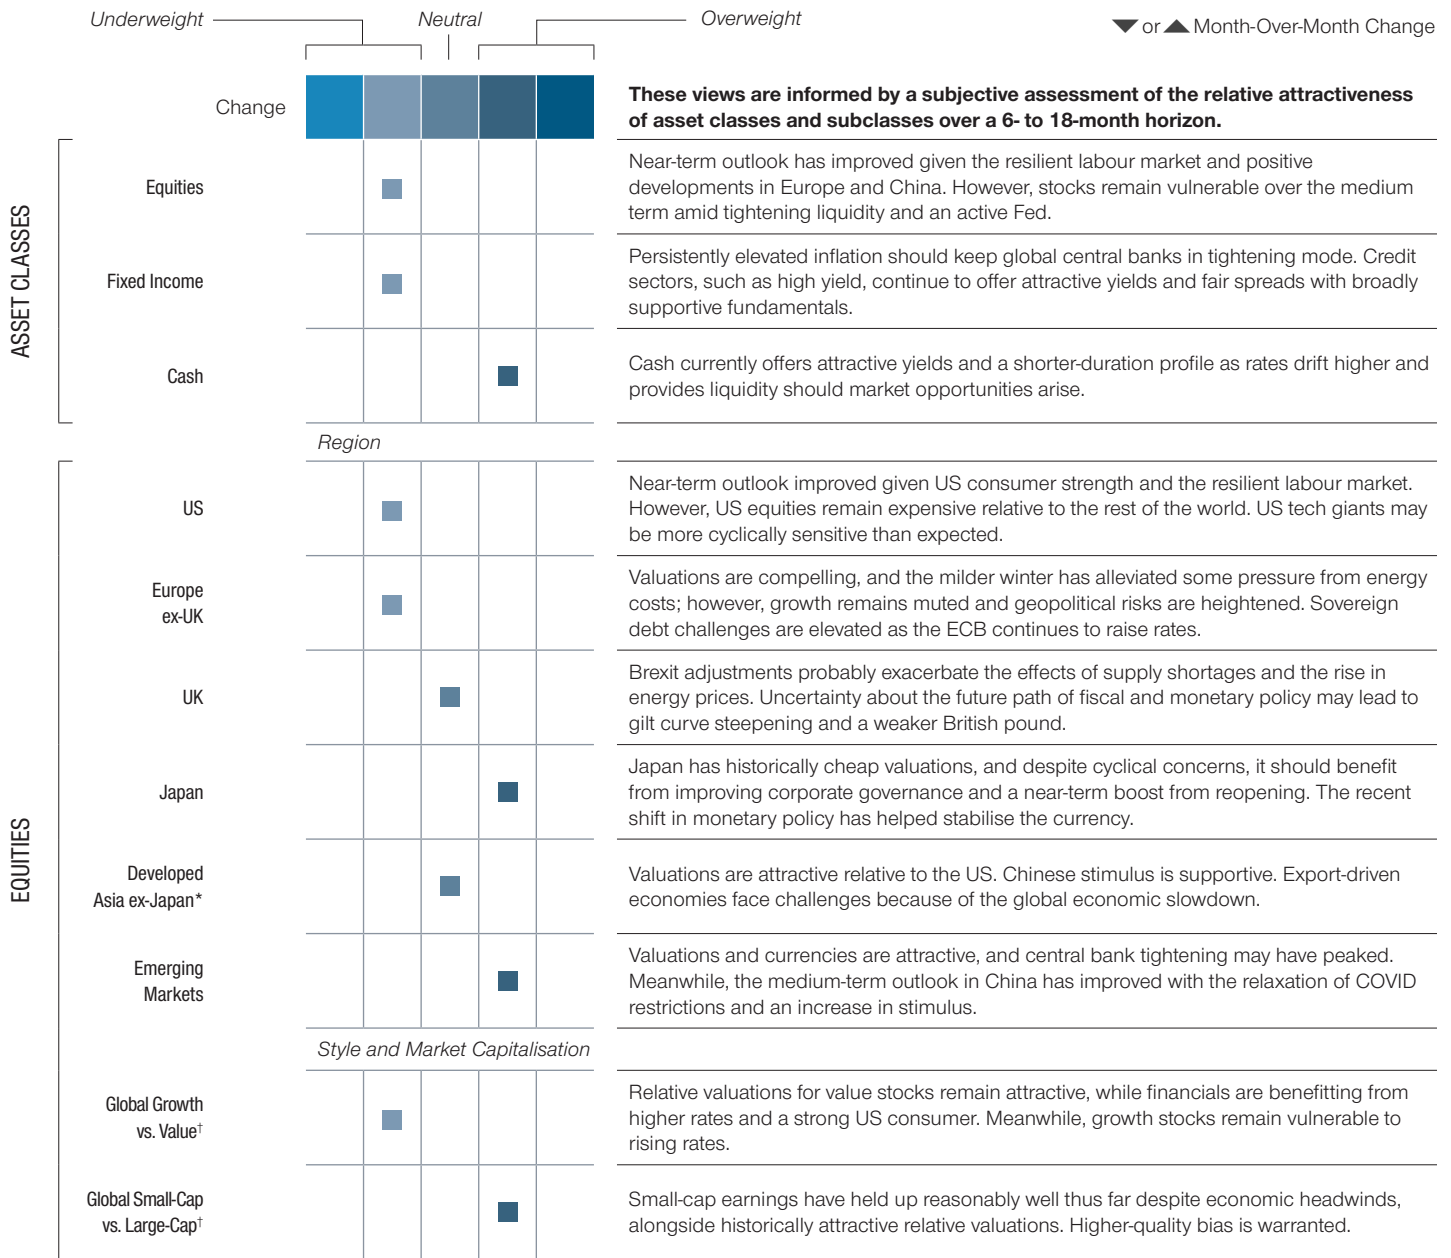 Underweight
Neutral
Overweight
▼ or ▲ Month-Over-Month Change
Change
These views are informed by a subjective assessment of the relative attractiveness
of asset classes and subclasses over a 6- to 18-month horizon.
ASSET CLASSES
Equities
Near-term outlook has improved given the resilient labour market and positive
developments in Europe and China. However, stocks remain vulnerable over the medium
term amid tightening liquidity and an active Fed.
Fixed Income
Persistently elevated inflation should keep global central banks in tightening mode. Credit
sectors, such as high yield, continue to offer attractive yields and fair spreads with broadly
supportive fundamentals.
Cash
Cash currently offers attractive yields and a shorter-duration profile as rates drift higher and
provides liquidity should market opportunities arise.
EQUITIES
Region
US
Near-term outlook improved given US consumer strength and the resilient labour market.
However, US equities remain expensive relative to the rest of the world. US tech giants may
be more cyclically sensitive than expected.
Europe
ex-UK
Valuations are compelling, and the milder winter has alleviated some pressure from energy
costs; however, growth remains muted and geopolitical risks are heightened. Sovereign
debt challenges are elevated as the ECB continues to raise rates.
UK
Brexit adjustments probably exacerbate the effects of supply shortages and the rise in
energy prices. Uncertainty about the future path of fiscal and monetary policy may lead to
gilt curve steepening and a weaker British pound.
Japan
Japan has historically cheap valuations, and despite cyclical concerns, it should benefit
from improving corporate governance and a near-term boost from reopening. The recent
shift in monetary policy has helped stabilise the currency.
Developed
Asia ex-Japan*
Valuations are attractive relative to the US. Chinese stimulus is supportive. Export-driven
economies face challenges because of the global economic slowdown.
Emerging
Markets
Valuations and currencies are attractive, and central bank tightening may have peaked.
Meanwhile, the medium-term outlook in China has improved with the relaxation of COVID
restrictions and an increase in stimulus.
Style and Market Capitalisation
Global Growth
vs. Value†
Relative valuations for value stocks remain attractive, while financials are benefitting from
higher rates and a strong US consumer. Meanwhile, growth stocks remain vulnerable to
rising rates.
Global Small-Cap
vs. Large-Cap†
Small-cap earnings have held up reasonably well thus far despite economic headwinds,
alongside historically attractive relative valuations. Higher-quality bias is warranted.